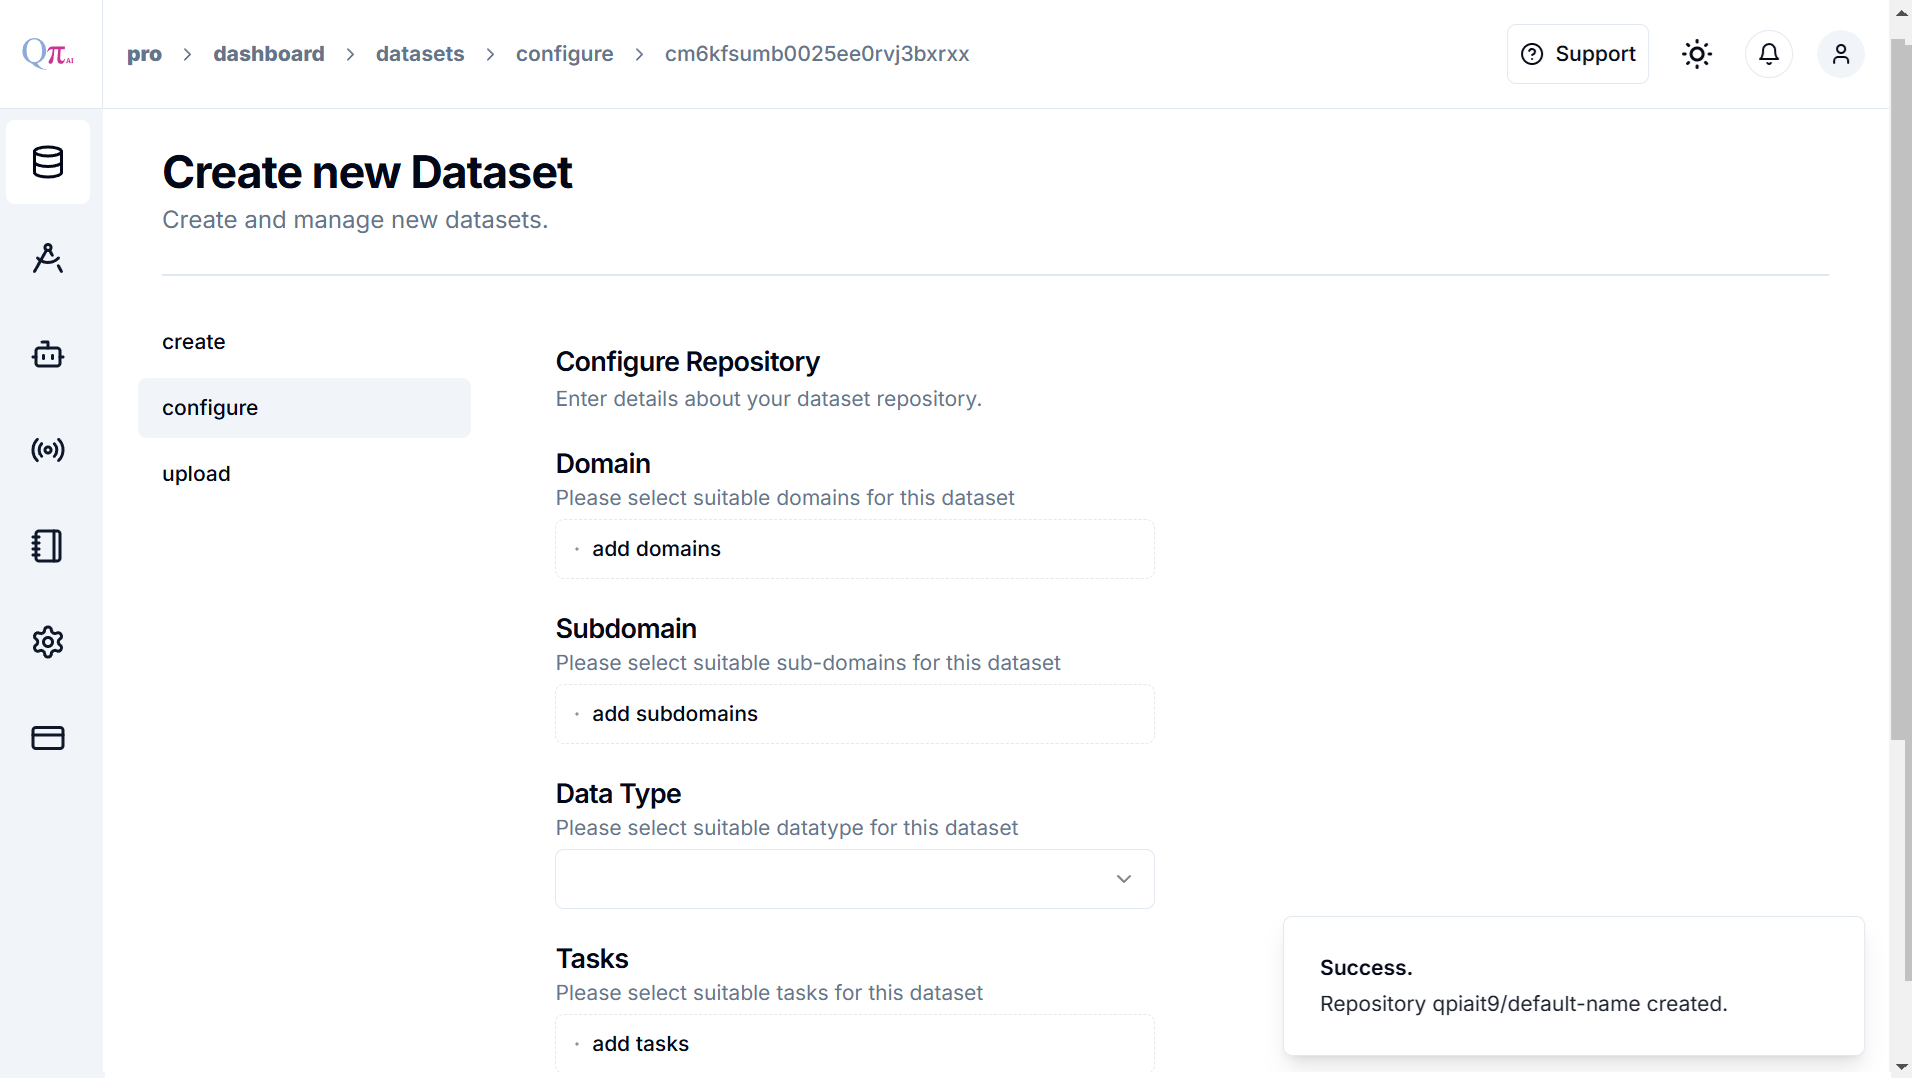 Qπ AI
pro > dashboard > datasets > configure > cm6kfsumb0025ee0rvj3bxrxx
Support
Create new Dataset
Create and manage new datasets.
create
configure
upload
Configure Repository
Enter details about your dataset repository.
Domain
Please select suitable domains for this dataset
· add domains
Subdomain
Please select suitable sub-domains for this dataset
· add subdomains
Data Type
Please select suitable datatype for this dataset
Tasks
Please select suitable tasks for this dataset
· add tasks
Success.
Repository qpiait9/default-name created.